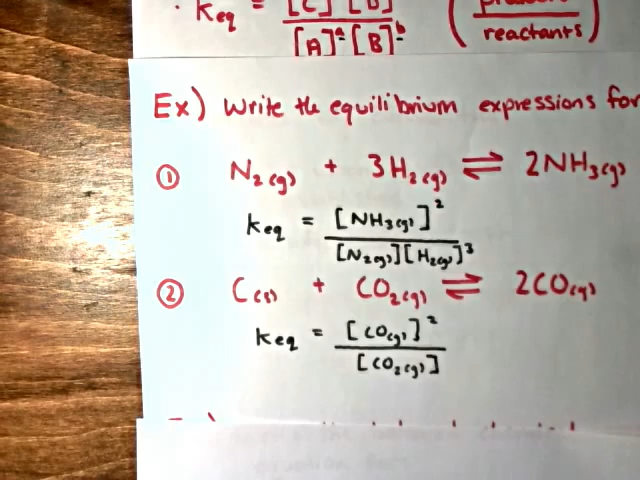 · Keq = [C] [D]
[A]ᵃ [B]ᵇ
reactants
Ex) Write the equilibrium expressions for
① N₂(g) + 3H₂(g) ⇌ 2NH₃(g)
Keq = [NH₃(g)]²
[N₂(g)][H₂(g)]³
② C(s) + CO₂(g) ⇌ 2CO(g)
Keq = [CO(g)]²
[CO₂(g)]